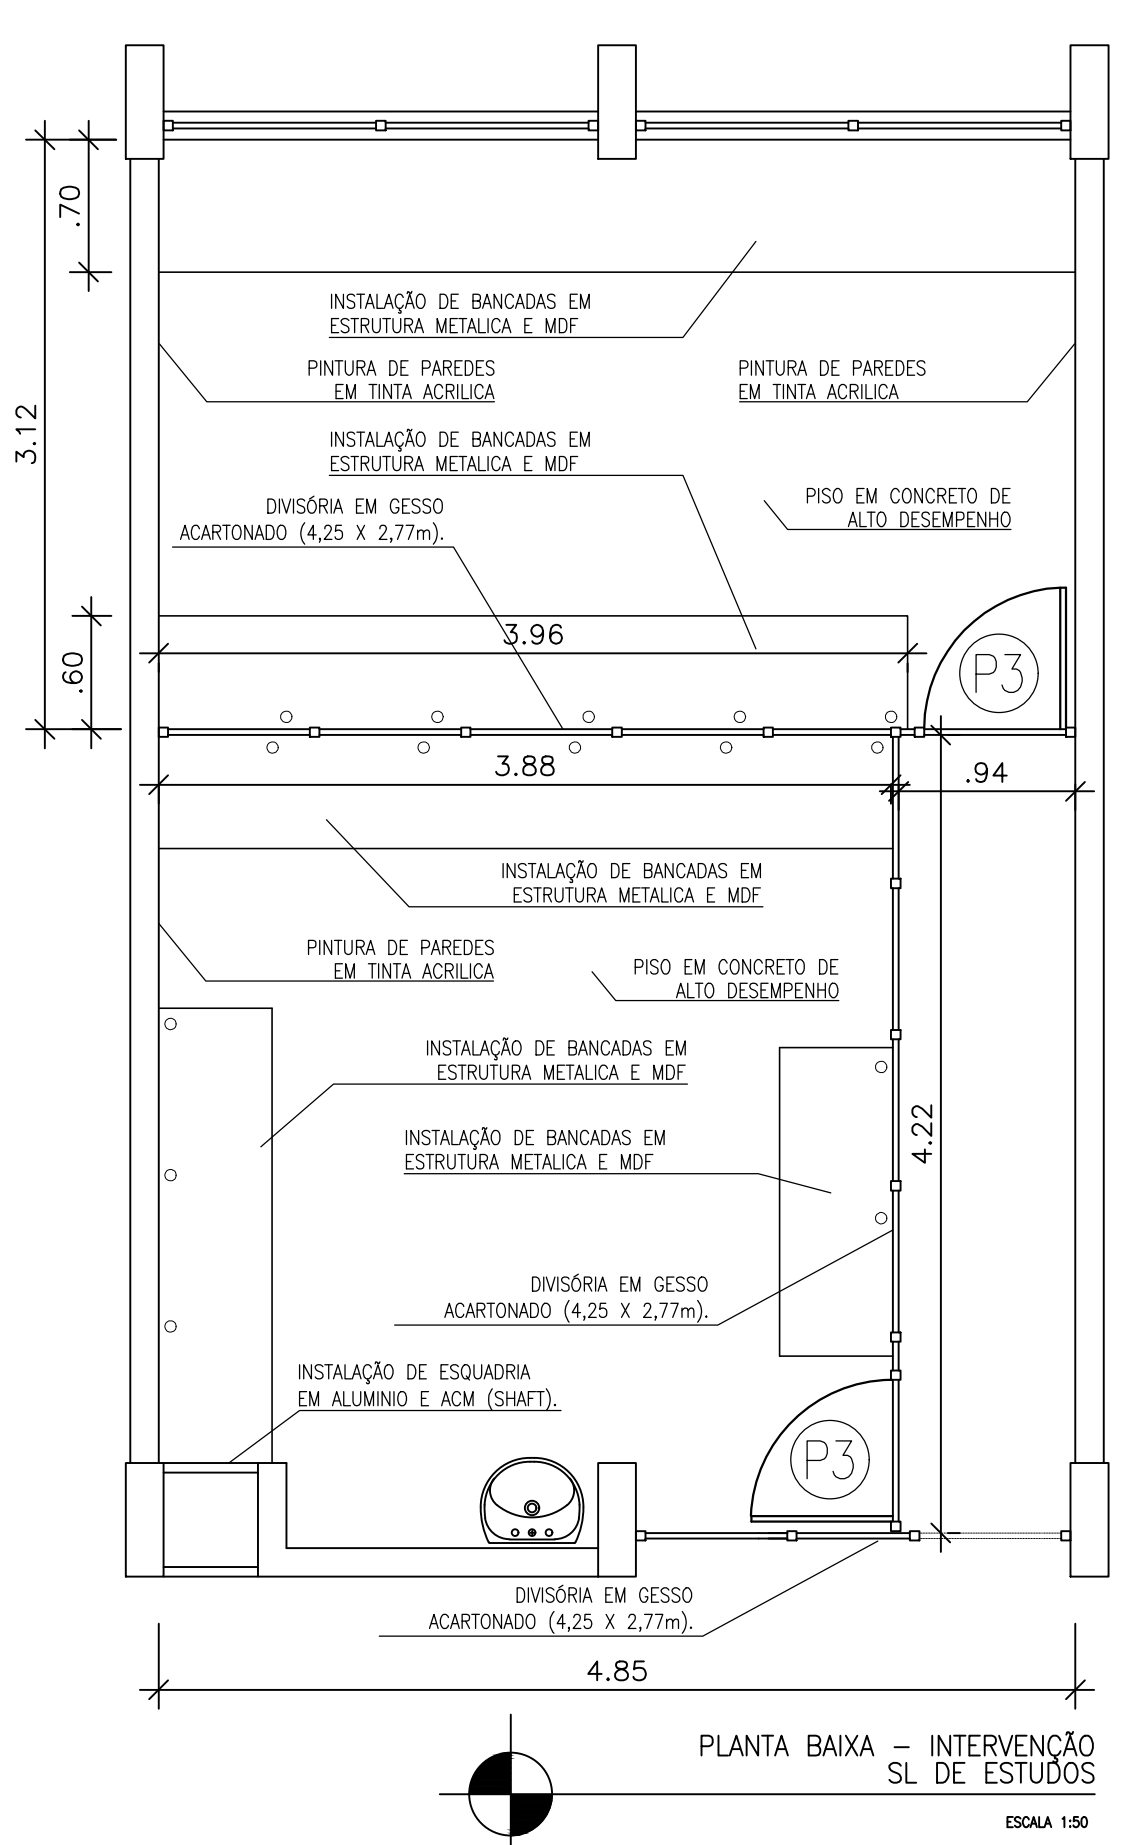 .70
INSTALAÇÃO DE BANCADAS EM
ESTRUTURA METALICA E MDF
PINTURA DE PAREDES
EM TINTA ACRILICA
PINTURA DE PAREDES
EM TINTA ACRILICA
3.12
INSTALAÇÃO DE BANCADAS EM
ESTRUTURA METALICA E MDF
DIVISÓRIA EM GESSO
ACARTONADO (4,25 X 2,77m).
PISO EM CONCRETO DE
ALTO DESEMPENHO
3.96
.60
P3
3.88
.94
INSTALAÇÃO DE BANCADAS EM
ESTRUTURA METALICA E MDF
PINTURA DE PAREDES
EM TINTA ACRILICA
PISO EM CONCRETO DE
ALTO DESEMPENHO
INSTALAÇÃO DE BANCADAS EM
ESTRUTURA METALICA E MDF
4.22
INSTALAÇÃO DE BANCADAS EM
ESTRUTURA METALICA E MDF
DIVISÓRIA EM GESSO
ACARTONADO (4,25 X 2,77m).
INSTALAÇÃO DE ESQUADRIA
EM ALUMINIO E ACM (SHAFT).
P3
DIVISÓRIA EM GESSO
ACARTONADO (4,25 X 2,77m).
4.85
PLANTA BAIXA – INTERVENÇÃO
SL DE ESTUDOS
ESCALA 1:50